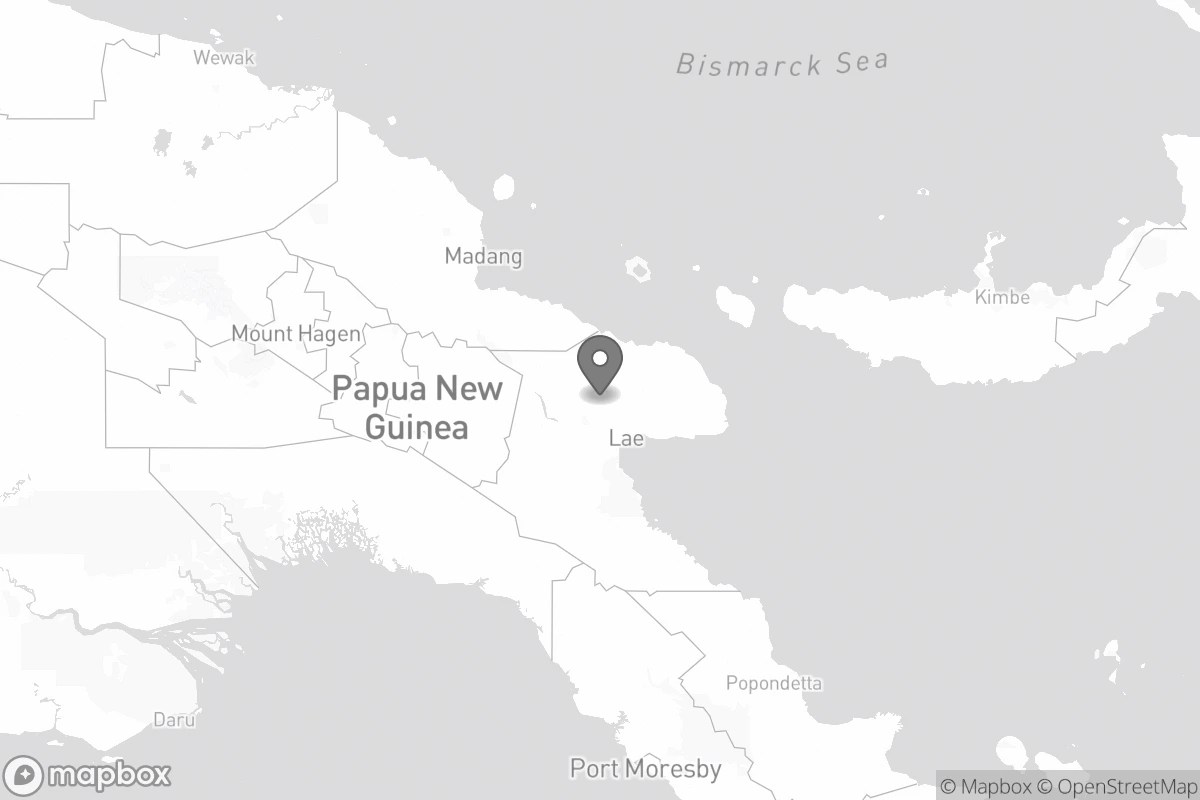 Wewak
Bismarck Sea
Madang
Kimbe
Mount Hagen
Papua New
Guinea
Lae
Popondetta
Daru
Port Moresby
mapbox
© Mapbox © OpenStreetMap